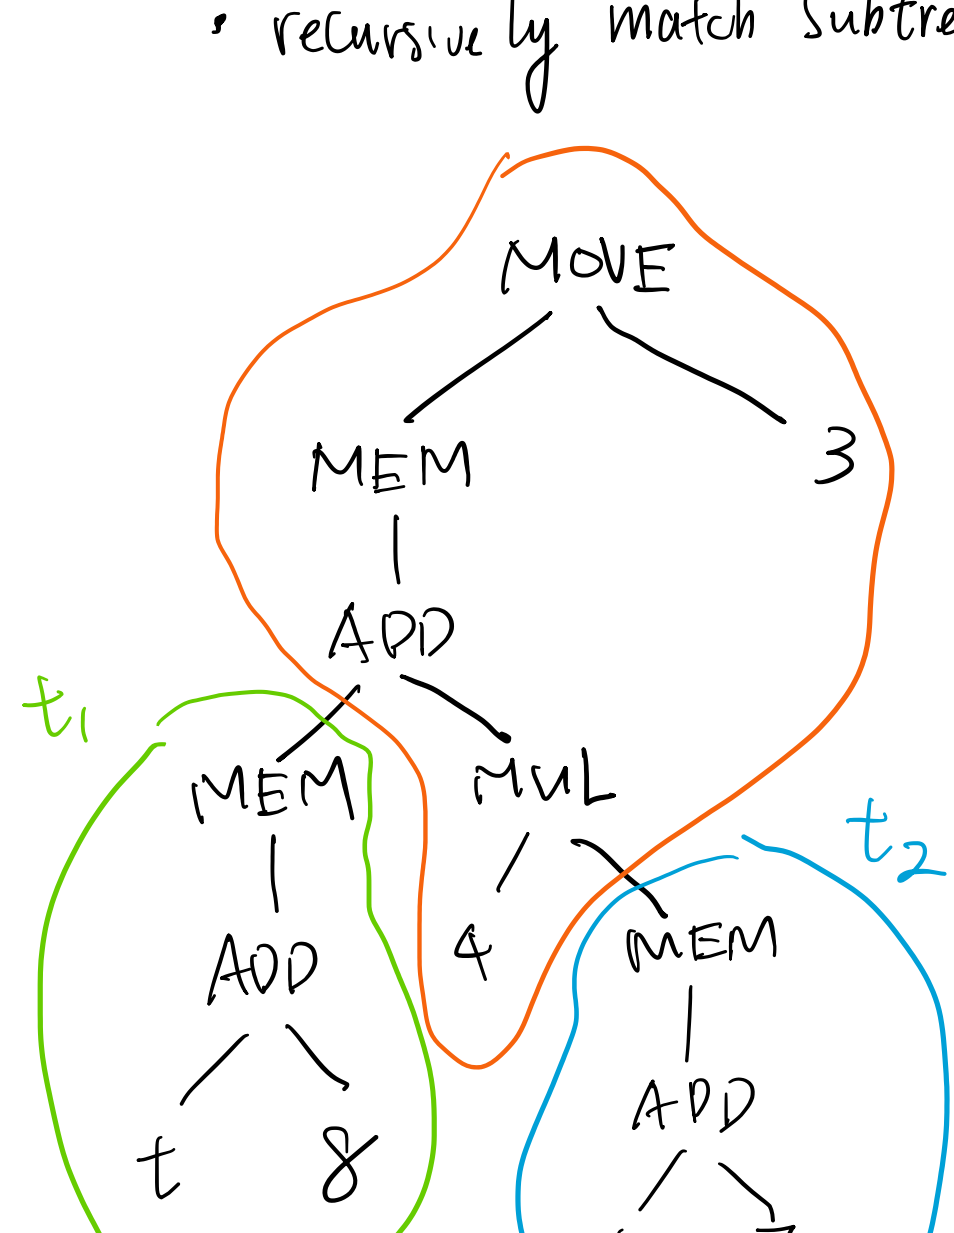 • recursively match subtre
MOVE
MEM 3
ADD
t1
MEM MUL
t2
ADD 4 MEM
ADD
t 8